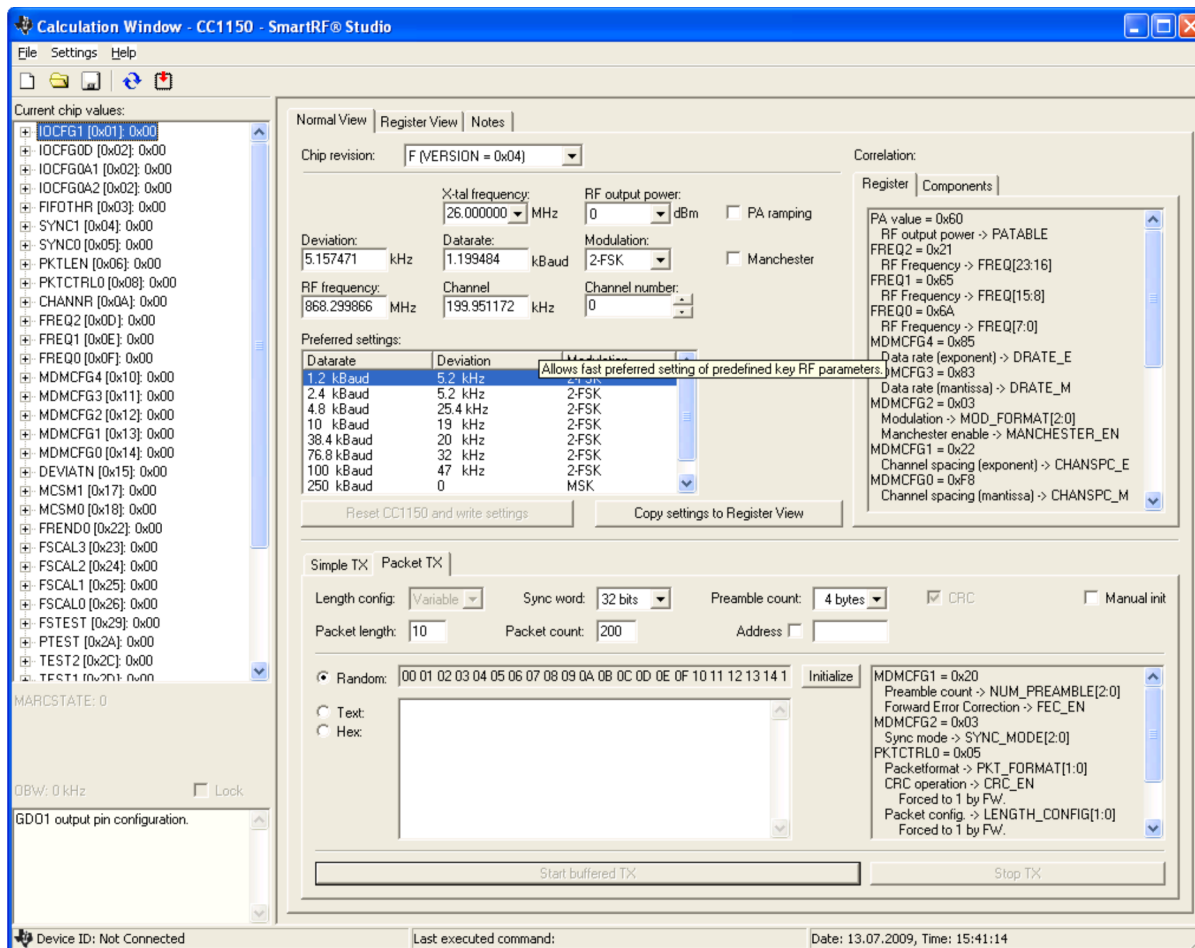 Calculation Window - CC1150 - SmartRF® Studio
File Settings Help
Current chip values:
IOCFG1 [0x01]: 0x00
IOCFG0D [0x02]: 0x00
IOCFG0A1 [0x02]: 0x00
IOCFG0A2 [0x02]: 0x00
FIFOTHR [0x03]: 0x00
SYNC1 [0x04]: 0x00
SYNC0 [0x05]: 0x00
PKTLEN [0x06]: 0x00
PKTCTRL0 [0x08]: 0x00
CHANNR [0x0A]: 0x00
FREQ2 [0x0D]: 0x00
FREQ1 [0x0E]: 0x00
FREQ0 [0x0F]: 0x00
MDMCFG4 [0x10]: 0x00
MDMCFG3 [0x11]: 0x00
MDMCFG2 [0x12]: 0x00
MDMCFG1 [0x13]: 0x00
MDMCFG0 [0x14]: 0x00
DEVIATN [0x15]: 0x00
MCSM1 [0x17]: 0x00
MCSM0 [0x18]: 0x00
FREND0 [0x22]: 0x00
FSCAL3 [0x23]: 0x00
FSCAL2 [0x24]: 0x00
FSCAL1 [0x25]: 0x00
FSCAL0 [0x26]: 0x00
FSTEST [0x29]: 0x00
PTEST [0x2A]: 0x00
TEST2 [0x2C]: 0x00
TEST1 [0x2D]: 0x00
MARCSTATE: 0
OBW: 0 kHz Lock
GDO1 output pin configuration.
Normal View Register View Notes
Chip revision: F (VERSION = 0x04)
X-tal frequency: RF output power:
26.000000 MHz 0 dBm PA ramping
Deviation: Datarate: Modulation:
5.157471 kHz 1.199484 kBaud 2-FSK Manchester
RF frequency: Channel Channel number:
868.299866 MHz 199.951172 kHz 0
Preferred settings:
Datarate Deviation
Allows fast preferred setting of predefined key RF parameters.
1.2 kBaud 5.2 kHz 2-FSK
2.4 kBaud 5.2 kHz 2-FSK
4.8 kBaud 25.4 kHz 2-FSK
10 kBaud 19 kHz 2-FSK
38.4 kBaud 20 kHz 2-FSK
76.8 kBaud 32 kHz 2-FSK
100 kBaud 47 kHz 2-FSK
250 kBaud 0 MSK
Reset CC1150 and write settings Copy settings to Register View
Correlation:
Register Components
PA value = 0x60
RF output power -> PATABLE
FREQ2 = 0x21
RF Frequency -> FREQ[23:16]
FREQ1 = 0x65
RF Frequency -> FREQ[15:8]
FREQ0 = 0x6A
RF Frequency -> FREQ[7:0]
MDMCFG4 = 0x85
Data rate (exponent) -> DRATE_E
MDMCFG3 = 0x83
Data rate (mantissa) -> DRATE_M
MDMCFG2 = 0x03
Modulation -> MOD_FORMAT[2:0]
Manchester enable -> MANCHESTER_EN
MDMCFG1 = 0x22
Channel spacing (exponent) -> CHANSPC_E
MDMCFG0 = 0xF8
Channel spacing (mantissa) -> CHANSPC_M
Simple TX Packet TX
Length config: Variable Sync word: 32 bits Preamble count: 4 bytes CRC Manual init
Packet length: 10 Packet count: 200 Address
Random: 00 01 02 03 04 05 06 07 08 09 0A 0B 0C 0D 0E 0F 10 11 12 13 14 1 Initialize
Text:
Hex:
MDMCFG1 = 0x20
Preamble count -> NUM_PREAMBLE[2:0]
Forward Error Correction -> FEC_EN
MDMCFG2 = 0x03
Sync mode -> SYNC_MODE[2:0]
PKTCTRL0 = 0x05
Packetformat -> PKT_FORMAT[1:0]
CRC operation -> CRC_EN
Forced to 1 by FW.
Packet config. -> LENGTH_CONFIG[1:0]
Forced to 1 by FW.
Start buffered TX Stop TX
Device ID: Not Connected Last executed command: Date: 13.07.2009, Time: 15:41:14